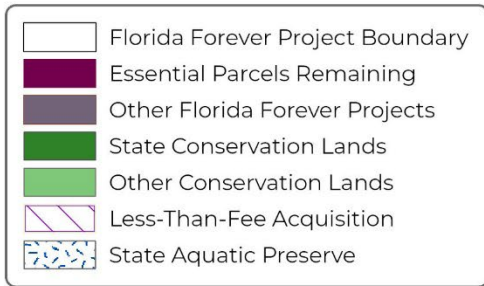 Florida Forever Project Boundary
Essential Parcels Remaining
Other Florida Forever Projects
State Conservation Lands
Other Conservation Lands
Less-Than-Fee Acquisition
State Aquatic Preserve